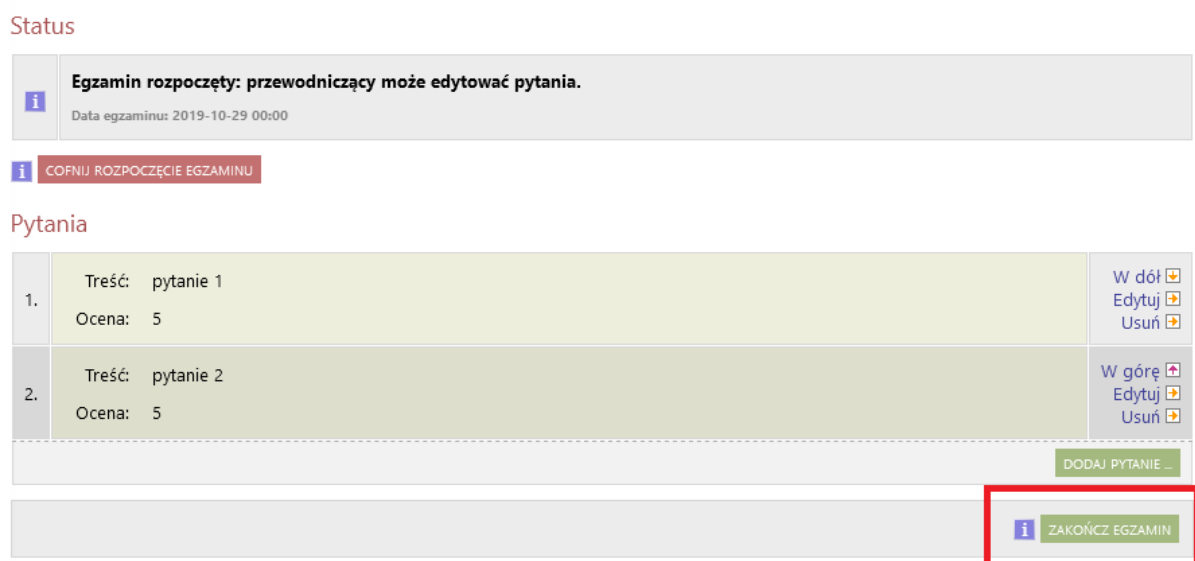 Status
Egzamin rozpoczęty: przewodniczący może edytować pytania.
Data egzaminu: 2019-10-29 00:00
i COFNIJ ROZPOCZĘCIE EGZAMINU
Pytania
1. Treść: pytanie 1
Ocena: 5
W dół
Edytuj
Usuń
2. Treść: pytanie 2
Ocena: 5
W górę
Edytuj
Usuń
DODAJ PYTANIE ...
i ZAKOŃCZ EGZAMIN